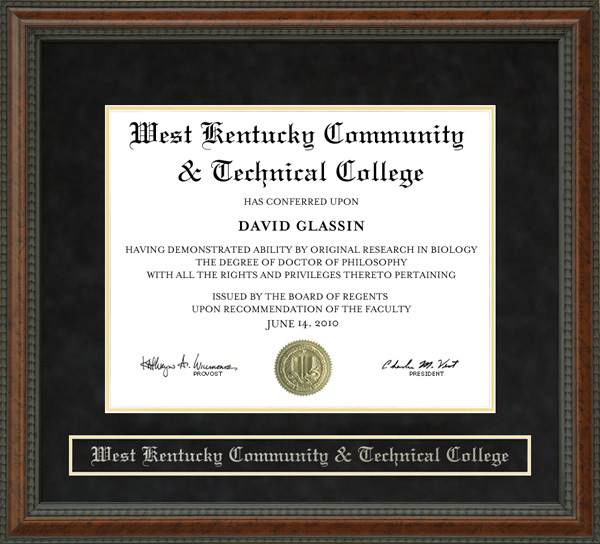 West Kentucky Community
& Technical College
HAS CONFERRED UPON
DAVID GLASSIN
HAVING DEMONSTRATED ABILITY BY ORIGINAL RESEARCH IN BIOLOGY
THE DEGREE OF DOCTOR OF PHILOSOPHY
WITH ALL THE RIGHTS AND PRIVILEGES THERETO PERTAINING
ISSUED BY THE BOARD OF REGENTS
UPON RECOMMENDATION OF THE FACULTY
JUNE 14, 2010
Charles M. Vest
PROVOST PRESIDENT
West Kentucky Community & Technical College